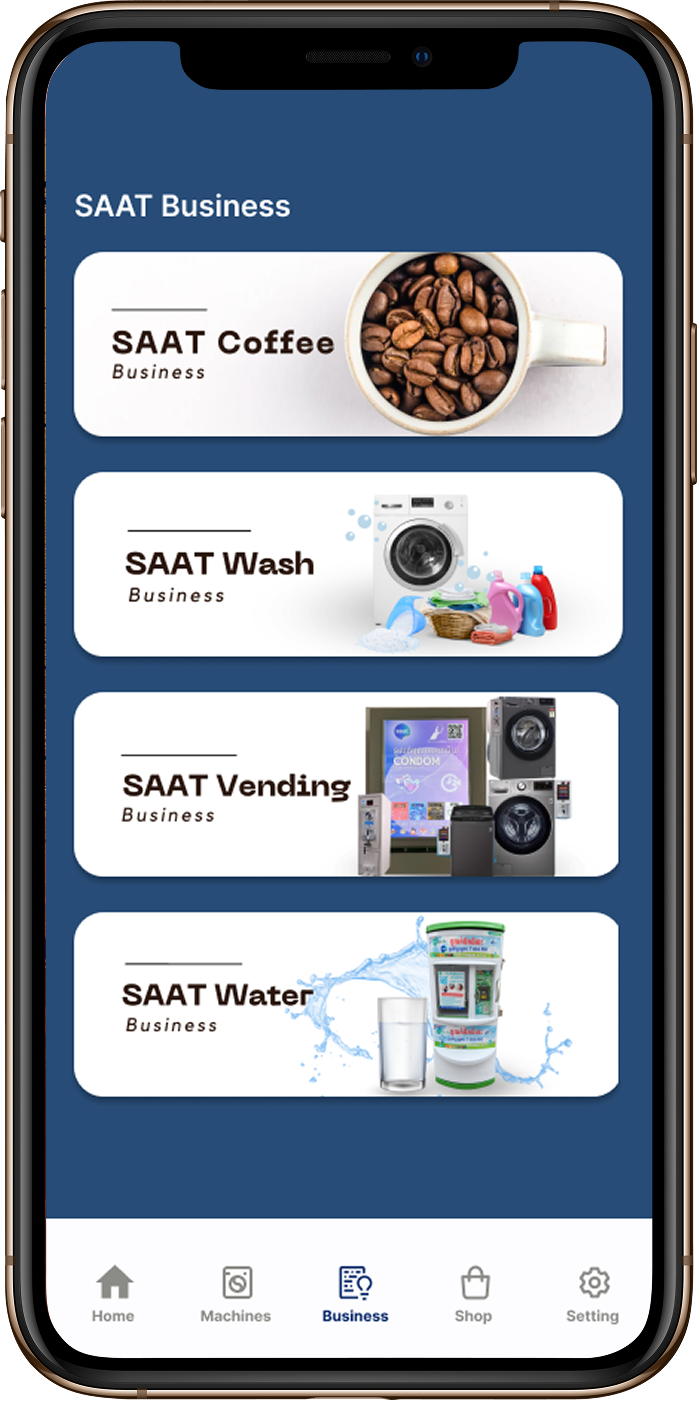 SAAT Business
SAAT Coffee
Business
SAAT Wash
Business
CONDOM
SAAT Vending
Business
SAAT Water
Business
Home
Machines
Business
Shop
Setting